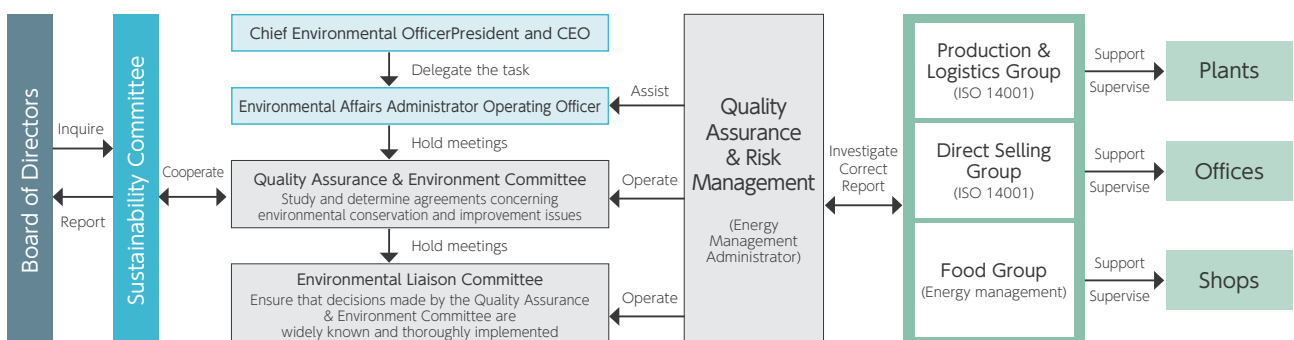 Board of Directors
Inquire
Report
Sustainability Committee
Cooperate
Chief Environmental OfficerPresident and CEO
Delegate the task
Environmental Affairs Administrator Operating Officer
Hold meetings
Quality Assurance & Environment Committee
Study and determine agreements concerning
environmental conservation and improvement issues
Hold meetings
Environmental Liaison Committee
Ensure that decisions made by the Quality Assurance
& Environment Committee are
widely known and thoroughly implemented
Assist
Operate
Operate
Quality
Assurance
& Risk
Management
(Energy
Management
Administrator)
Investigate
Correct
Report
Production &
Logistics Group
(ISO 14001)
Direct Selling
Group
(ISO 14001)
Food Group
(Energy management)
Support
Supervise
Plants
Support
Supervise
Offices
Support
Supervise
Shops